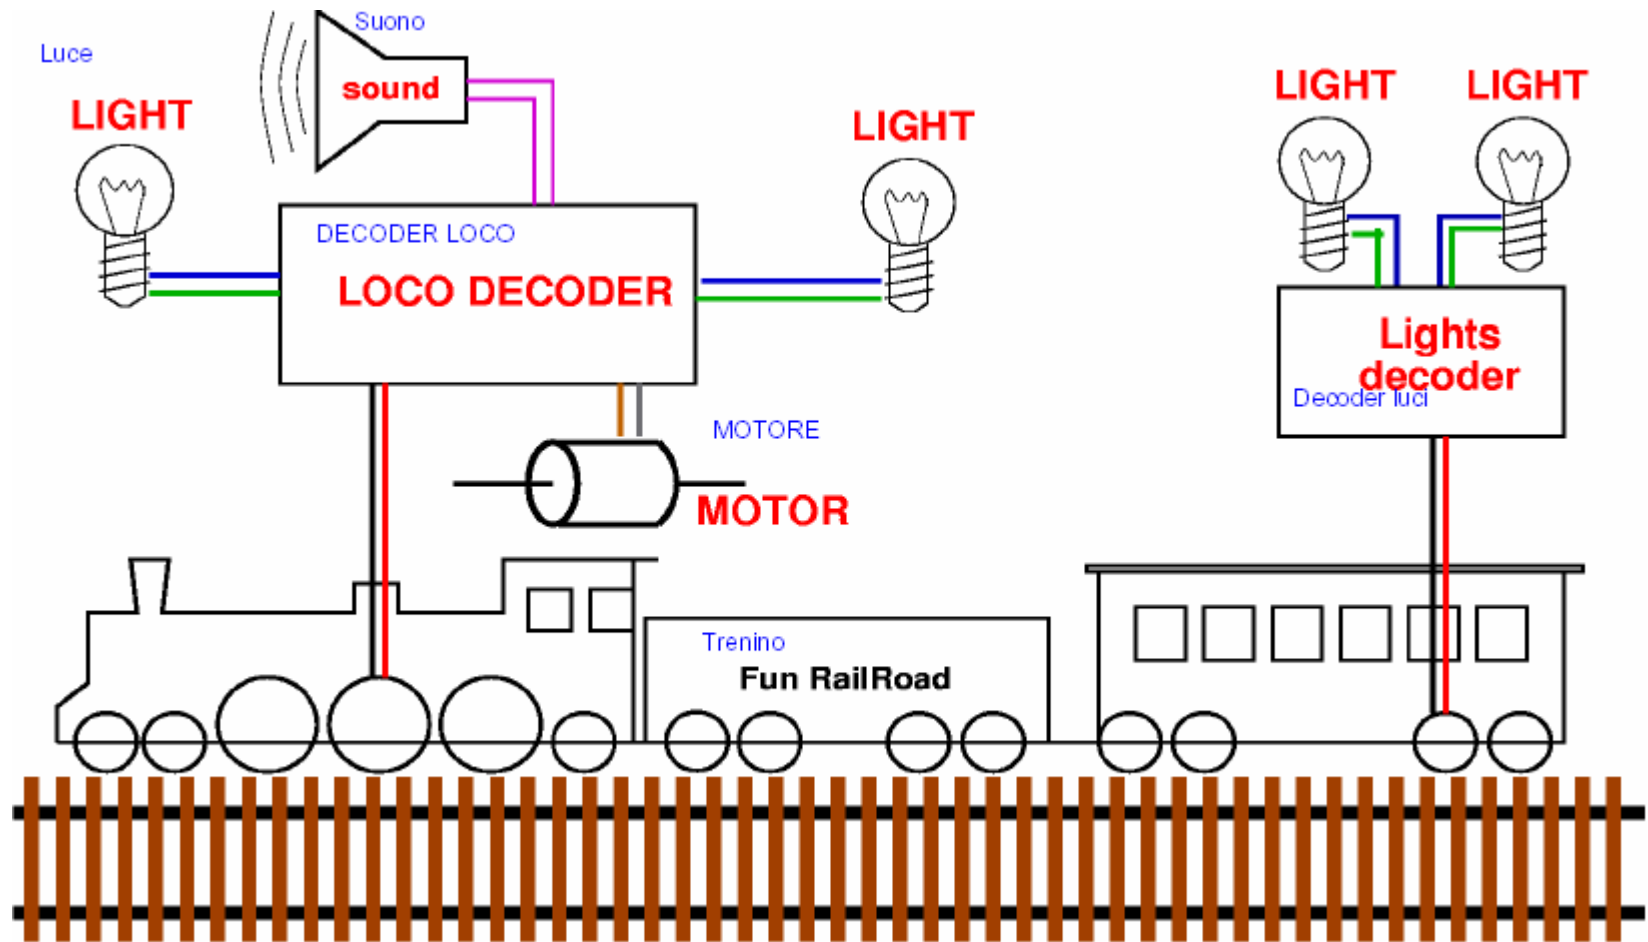 Suono
Luce
sound
LIGHT
LIGHT
LIGHT
LIGHT
DECODER LOCO
LOCO DECODER
Lights
decoder
Decoder luci
MOTORE
MOTOR
Trenino
Fun RailRoad